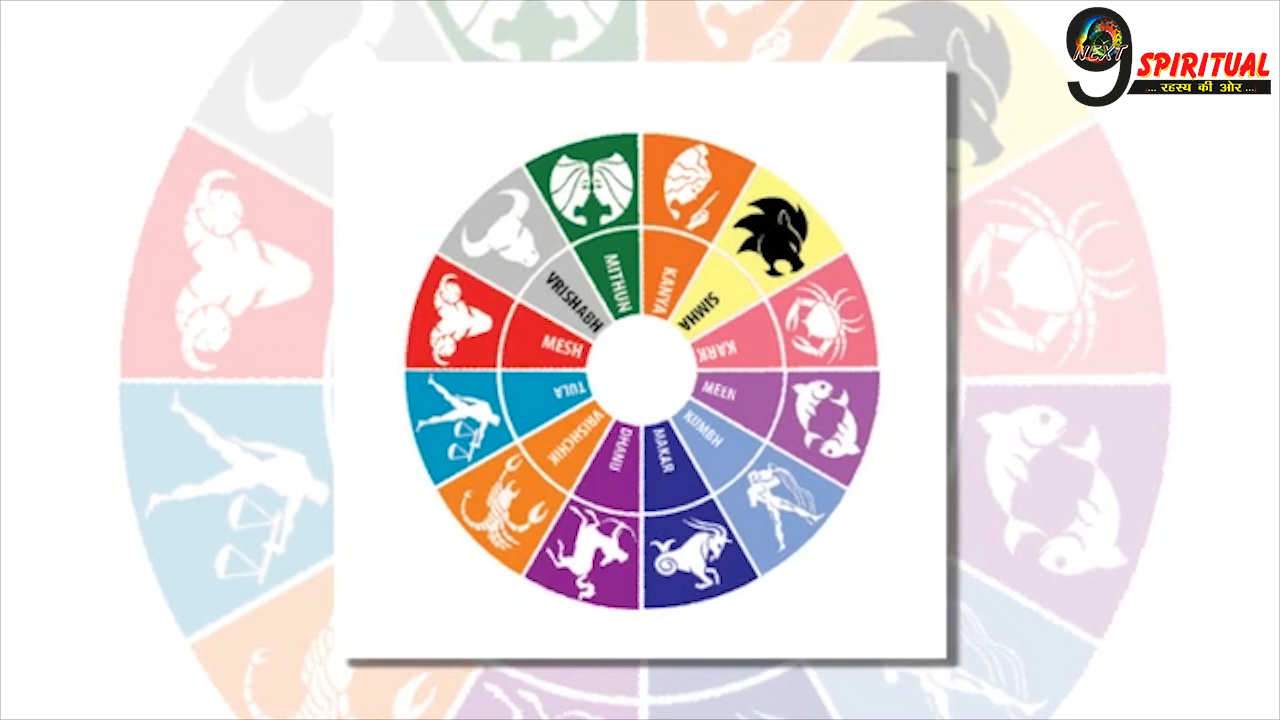 NEXT
9 SPIRITUAL
... रहस्य की ओर ...
MITHUN
KANYA
VRISHABH
SIMHA
MESH
KARK
TULA
MEEN
VRISHCHIK
KUMBH
DHANU
MAKAR